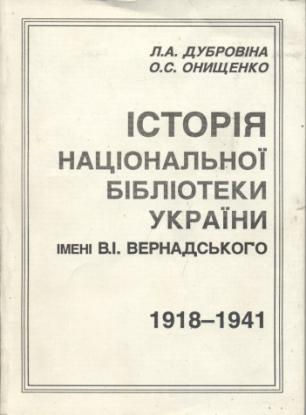 Л.А. ДУБРОВІНА
О.С. ОНИЩЕНКО
ІСТОРІЯ
НАЦІОНАЛЬНОЇ
БІБЛІОТЕКИ
УКРАЇНИ
ІМЕНІ В.І. ВЕРНАДСЬКОГО
1918–1941